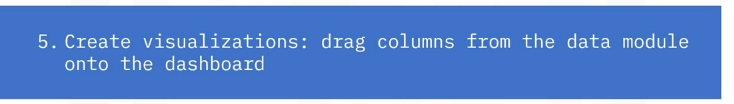 5. Create visualizations: drag columns from the data module
onto the dashboard